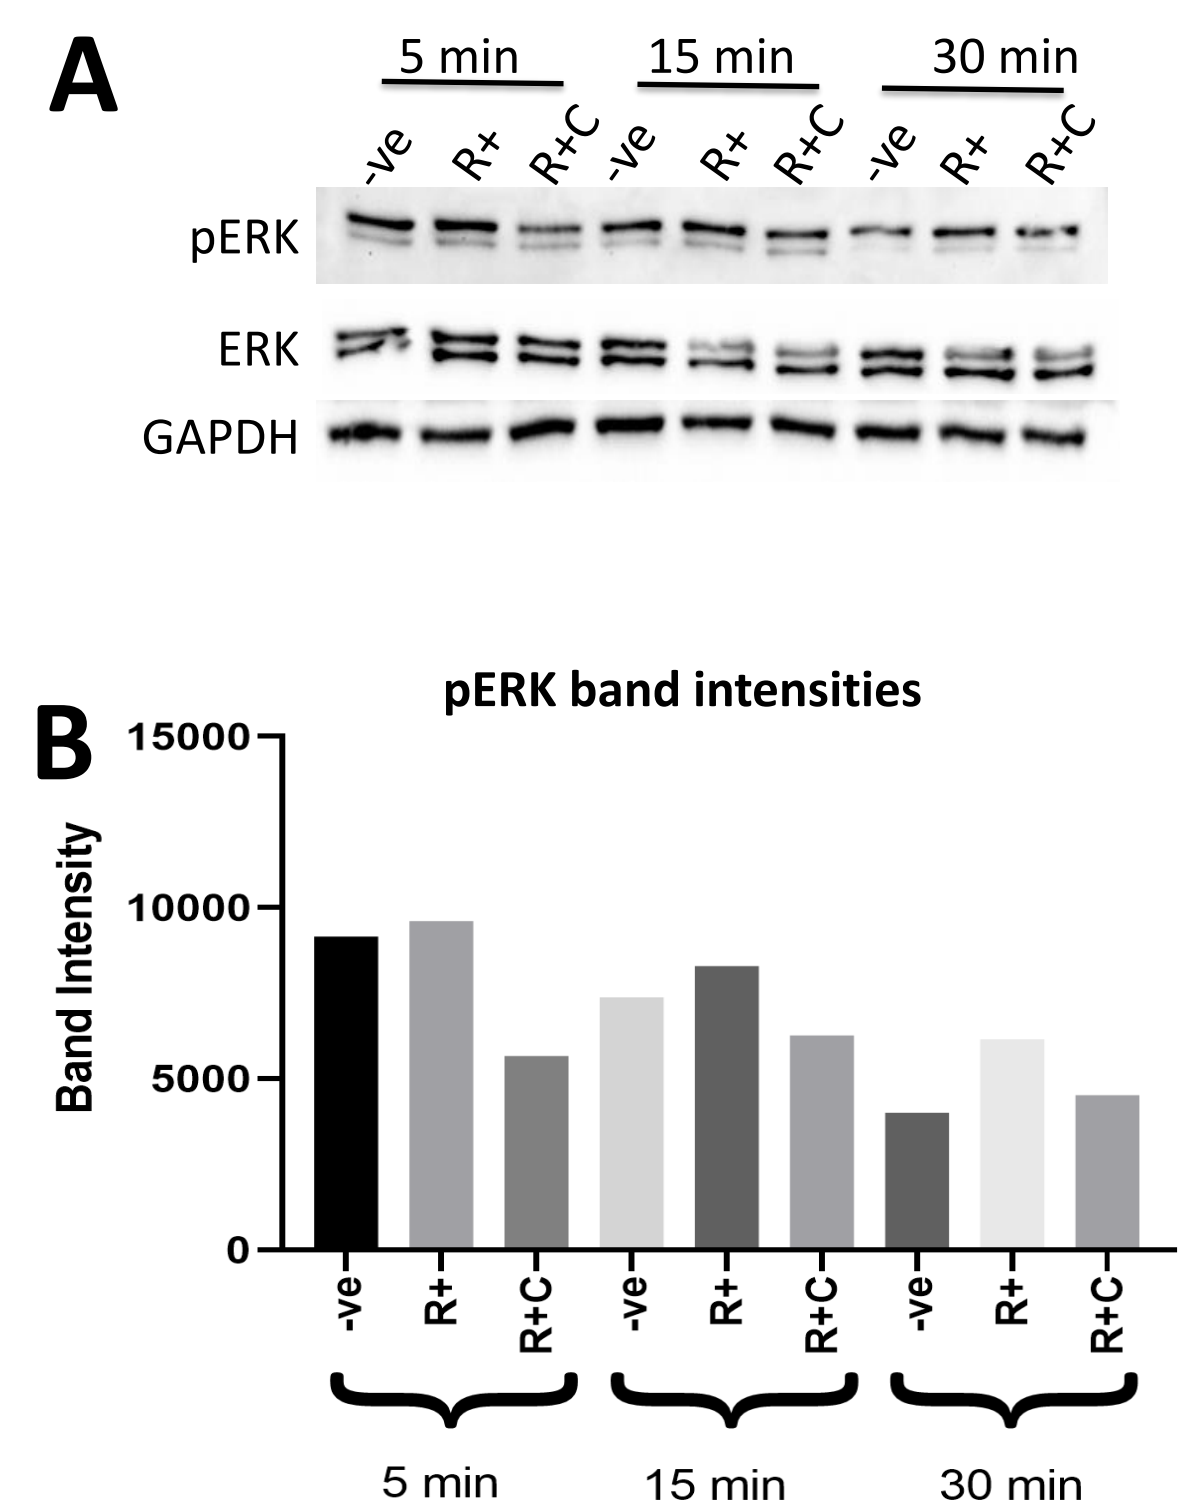 A
5 min 15 min 30 min
-ve R+ R+C -ve R+ R+C -ve R+ R+C
pERK
ERK
GAPDH
B
pERK band intensities
Band Intensity
15000
10000
5000
0
-ve R+ R+C -ve R+ R+C -ve R+ R+C
5 min 15 min 30 min